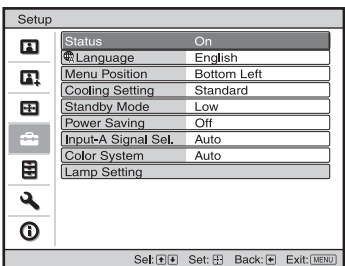 Setup
Status On
Language English
Menu Position Bottom Left
Cooling Setting Standard
Standby Mode Low
Power Saving Off
Input-A Signal Sel. Auto
Color System Auto
Lamp Setting
Sel: Set: Back: Exit: MENU